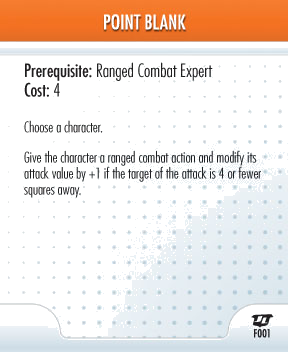 POINT BLANK
Prerequisite: Ranged Combat Expert
Cost: 4
Choose a character.
Give the character a ranged combat action and modify its
attack value by +1 if the target of the attack is 4 or fewer
squares away.
F001